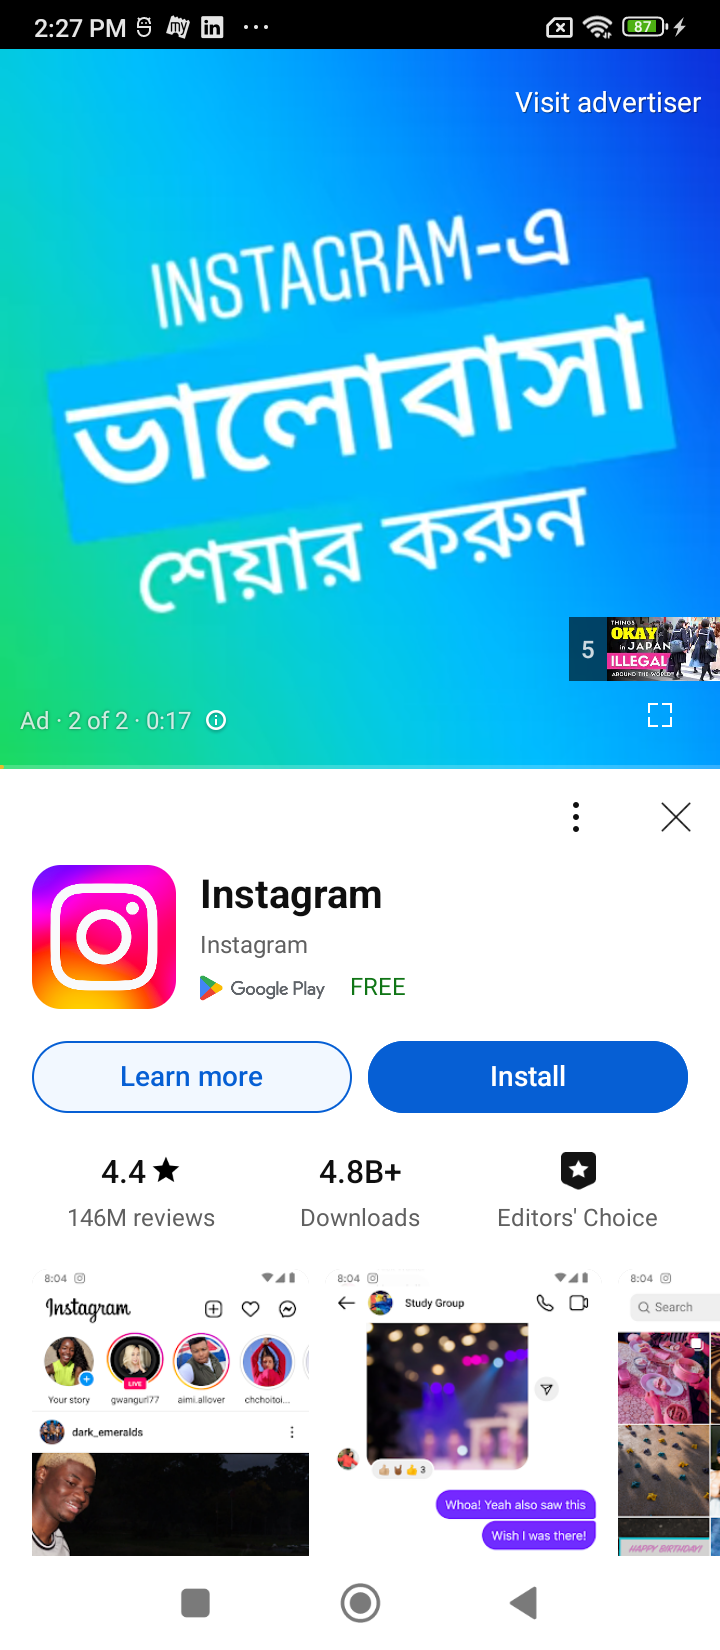 2:27 PM
87
Visit advertiser
INSTAGRAM-এ
ভালোবাসা
শেয়ার করুন
5
THINGS
OKAY
in JAPAN
ILLEGAL
AROUND THE WORLD
Ad · 2 of 2 · 0:17
Instagram
Instagram
Google Play FREE
Learn more Install
4.4★ 4.8B+
146M reviews Downloads Editors' Choice
8:04 8:04 8:04
Instagram Study Group Search
LIVE
Your story gwangurl77 aimi.allover chchoitoi...
dark_emeralds
3
Whoa! Yeah also saw this
Wish I was there!
HAPPY BIRTHDAY!